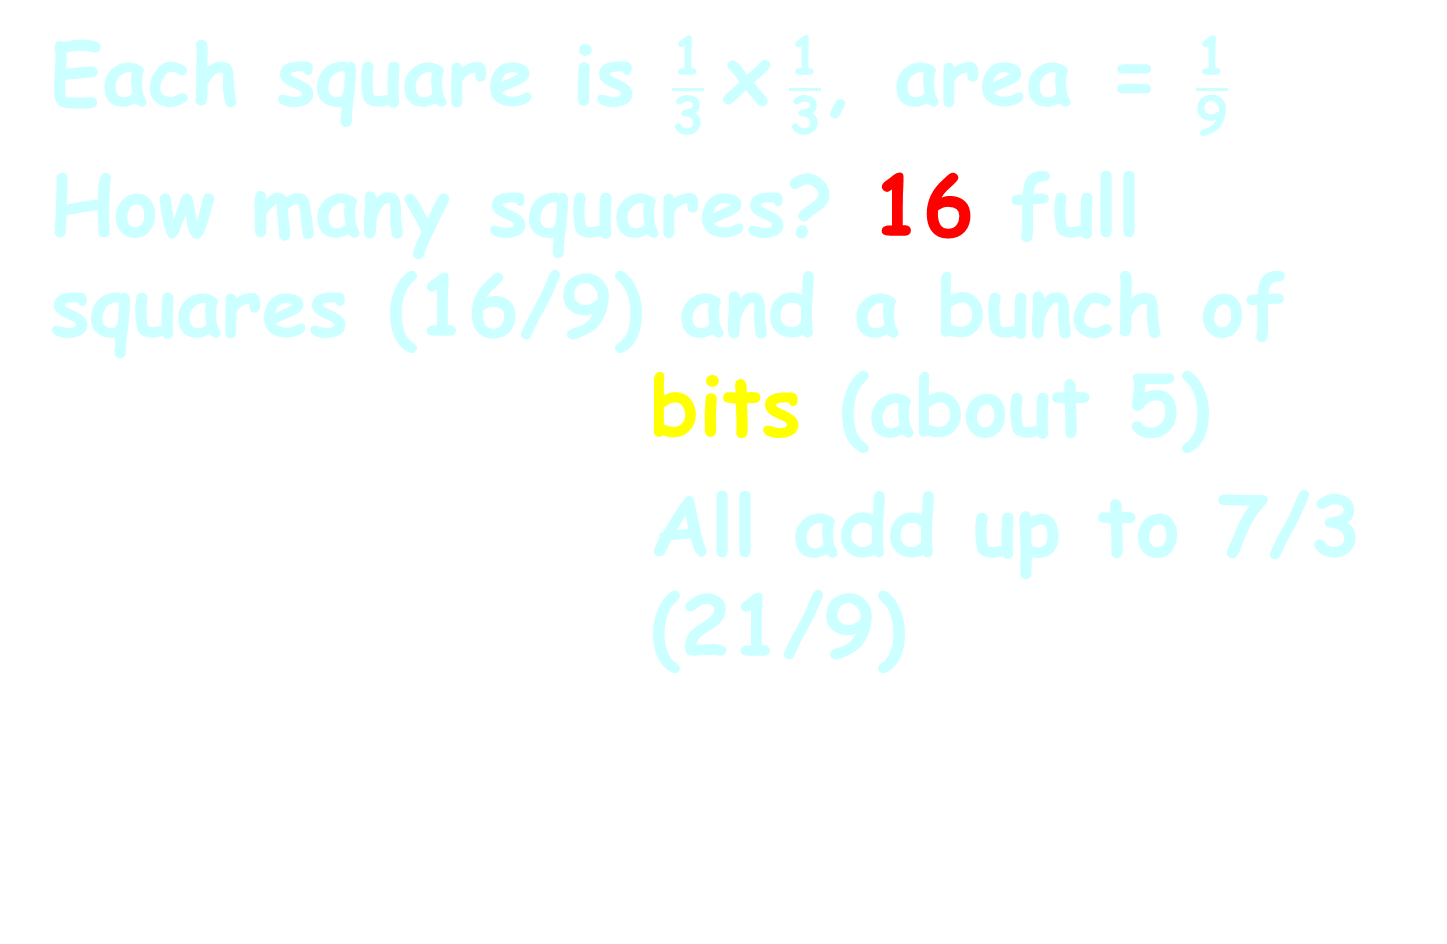 Each square is 1/3 x 1/3, area = 1/9
How many squares? 16 full
squares (16/9) and a bunch of
bits (about 5)
All add up to 7/3
(21/9)